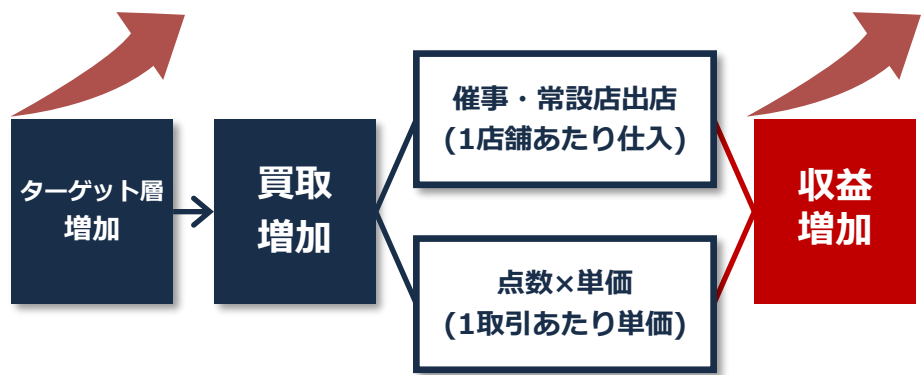 ターゲット層
増加
買取
増加
催事・常設店出店
(1店舗あたり仕入)
点数×単価
(1取引あたり単価)
収益
増加